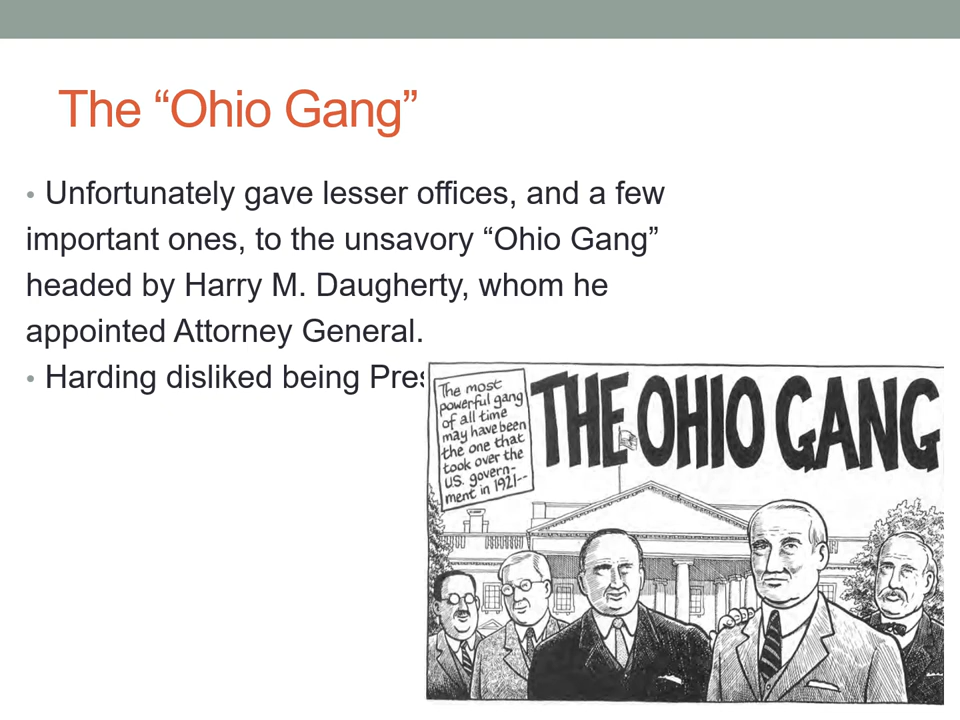 The “Ohio Gang”
• Unfortunately gave lesser offices, and a few
important ones, to the unsavory “Ohio Gang”
headed by Harry M. Daugherty, whom he
appointed Attorney General.
• Harding disliked being
The most
powerful gang
of all time
may have been
the one that
took over the
U.S. govern-
ment in 1921--
THE OHIO GANG